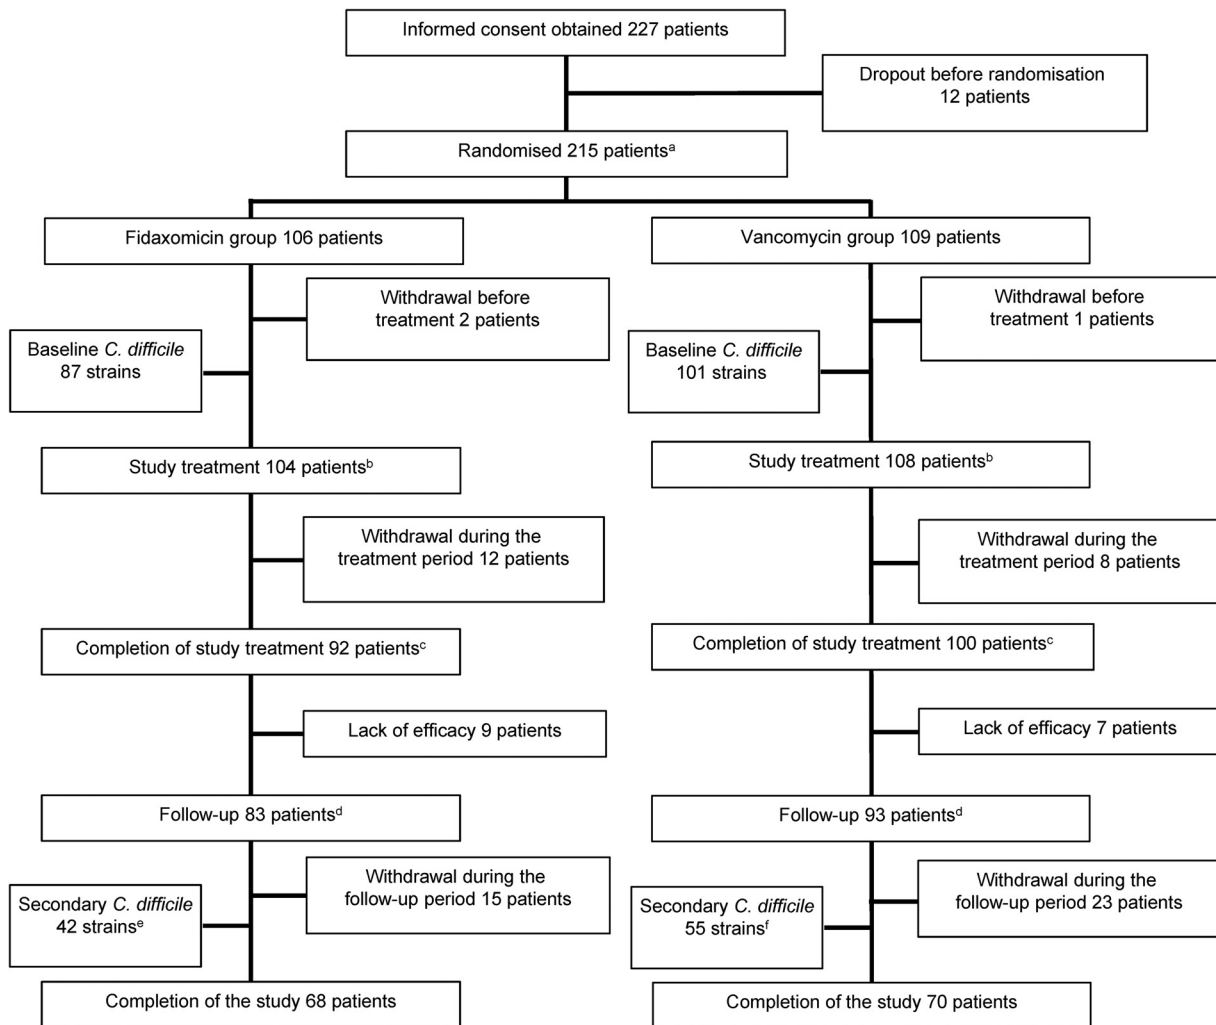 Informed consent obtained 227 patients
Dropout before randomisation
12 patients
Randomised 215 patientsᵃ
Fidaxomicin group 106 patients
Vancomycin group 109 patients
Withdrawal before
treatment 2 patients
Withdrawal before
treatment 1 patients
Baseline C. difficile
87 strains
Baseline C. difficile
101 strains
Study treatment 104 patientsᵇ
Study treatment 108 patientsᵇ
Withdrawal during the
treatment period 12 patients
Withdrawal during the
treatment period 8 patients
Completion of study treatment 92 patientsᶜ
Completion of study treatment 100 patientsᶜ
Lack of efficacy 9 patients
Lack of efficacy 7 patients
Follow-up 83 patientsᵈ
Follow-up 93 patientsᵈ
Withdrawal during the
follow-up period 15 patients
Withdrawal during the
follow-up period 23 patients
Secondary C. difficile
42 strainsᵉ
Secondary C. difficile
55 strainsᶠ
Completion of the study 68 patients
Completion of the study 70 patients